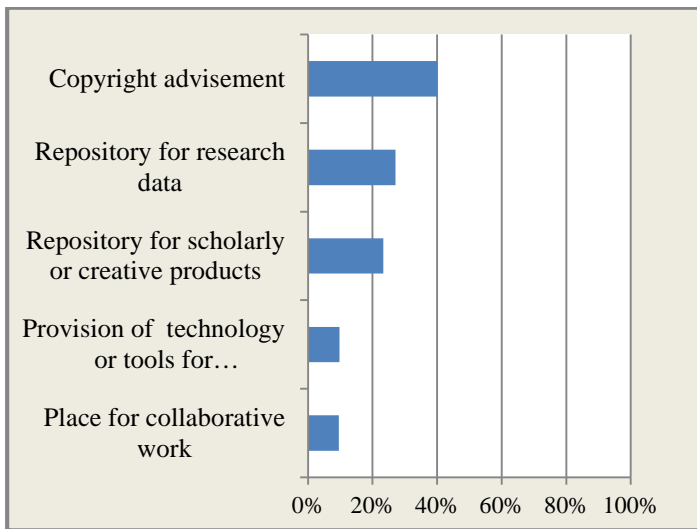 Copyright advisement
Repository for research
data
Repository for scholarly
or creative products
Provision of technology
or tools for…
Place for collaborative
work
0% 20% 40% 60% 80% 100%